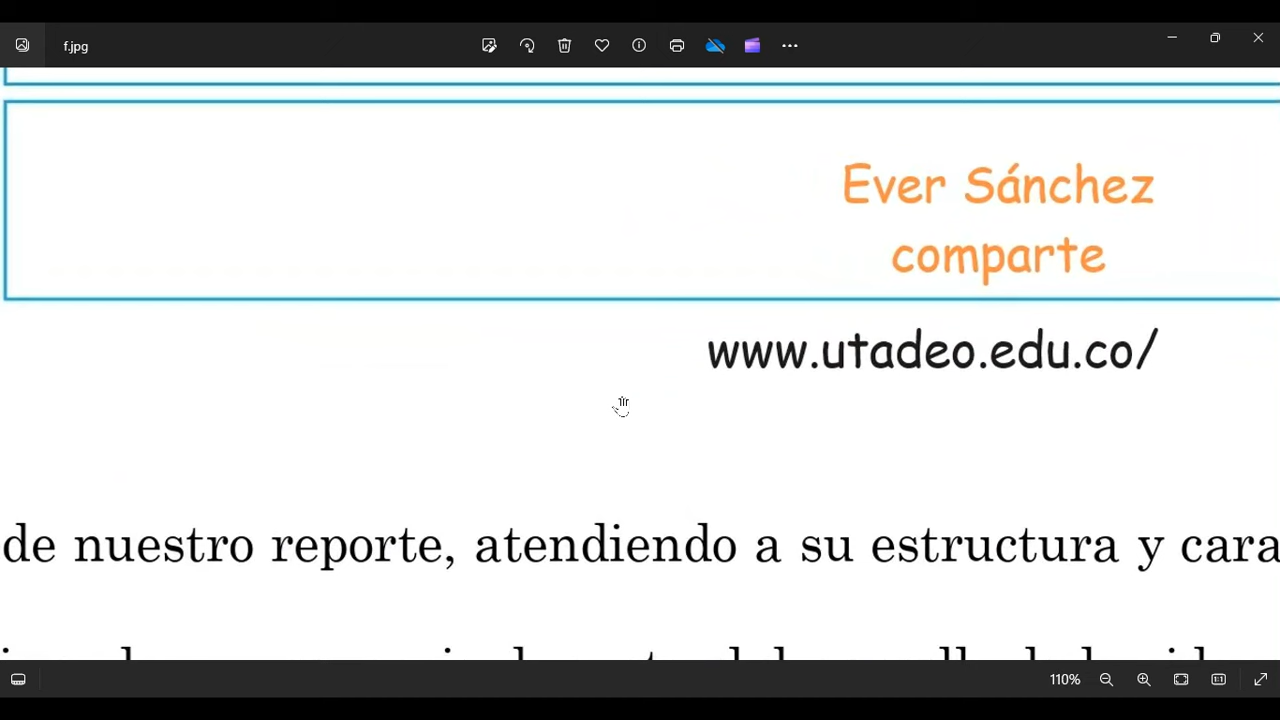 f.jpg
Ever Sánchez
comparte
www.utadeo.edu.co/
de nuestro reporte, atendiendo a su estructura y cara
110%